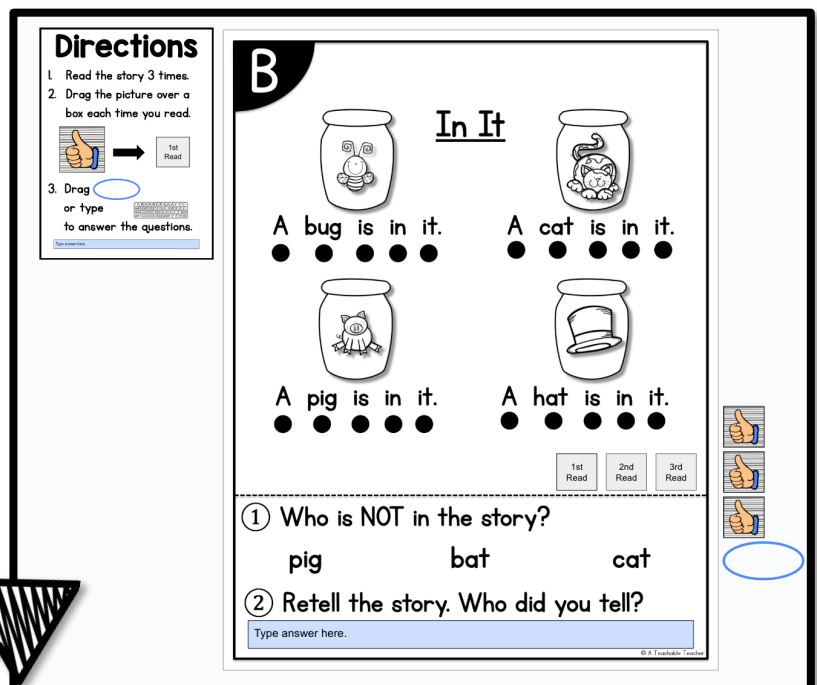 Directions
1. Read the story 3 times.
2. Drag the picture over a
box each time you read.
1st
Read
3. Drag
or type
to answer the questions.
Type answer here.
B
In It
A bug is in it.
A cat is in it.
A pig is in it.
A hat is in it.
1st
Read
2nd
Read
3rd
Read
1 Who is NOT in the story?
pig bat cat
2 Retell the story. Who did you tell?
Type answer here.
© A Teachable Teacher